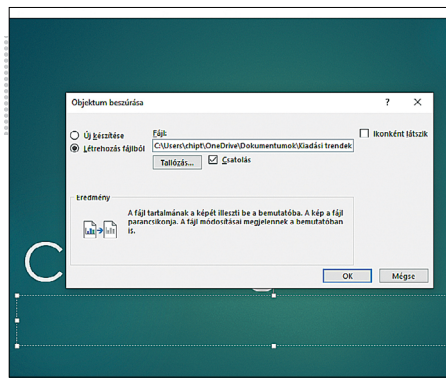 Objektum beszúrása
? ×
Új készítése
Létrehozás fájlból
Fájl:
C:\Users\chipt\OneDrive\Dokumentumok\Kiadási trendek
Tallózás...
Csatolás
Ikonként látszik
Eredmény
A fájl tartalmának a képét illeszti be a bemutatóba. A kép a fájl
parancsikonja. A fájl módosításai megjelennek a bemutatóban
is.
OK
Mégse
C